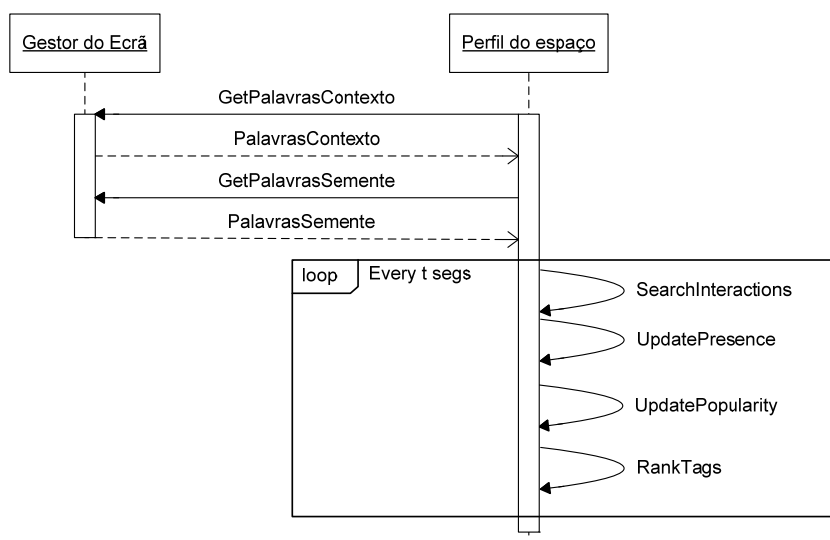 Gestor do Ecrã
Perfil do espaço
GetPalavrasContexto
PalavrasContexto
GetPalavrasSemente
PalavrasSemente
loop
Every t segs
SearchInteractions
UpdatePresence
UpdatePopularity
RankTags